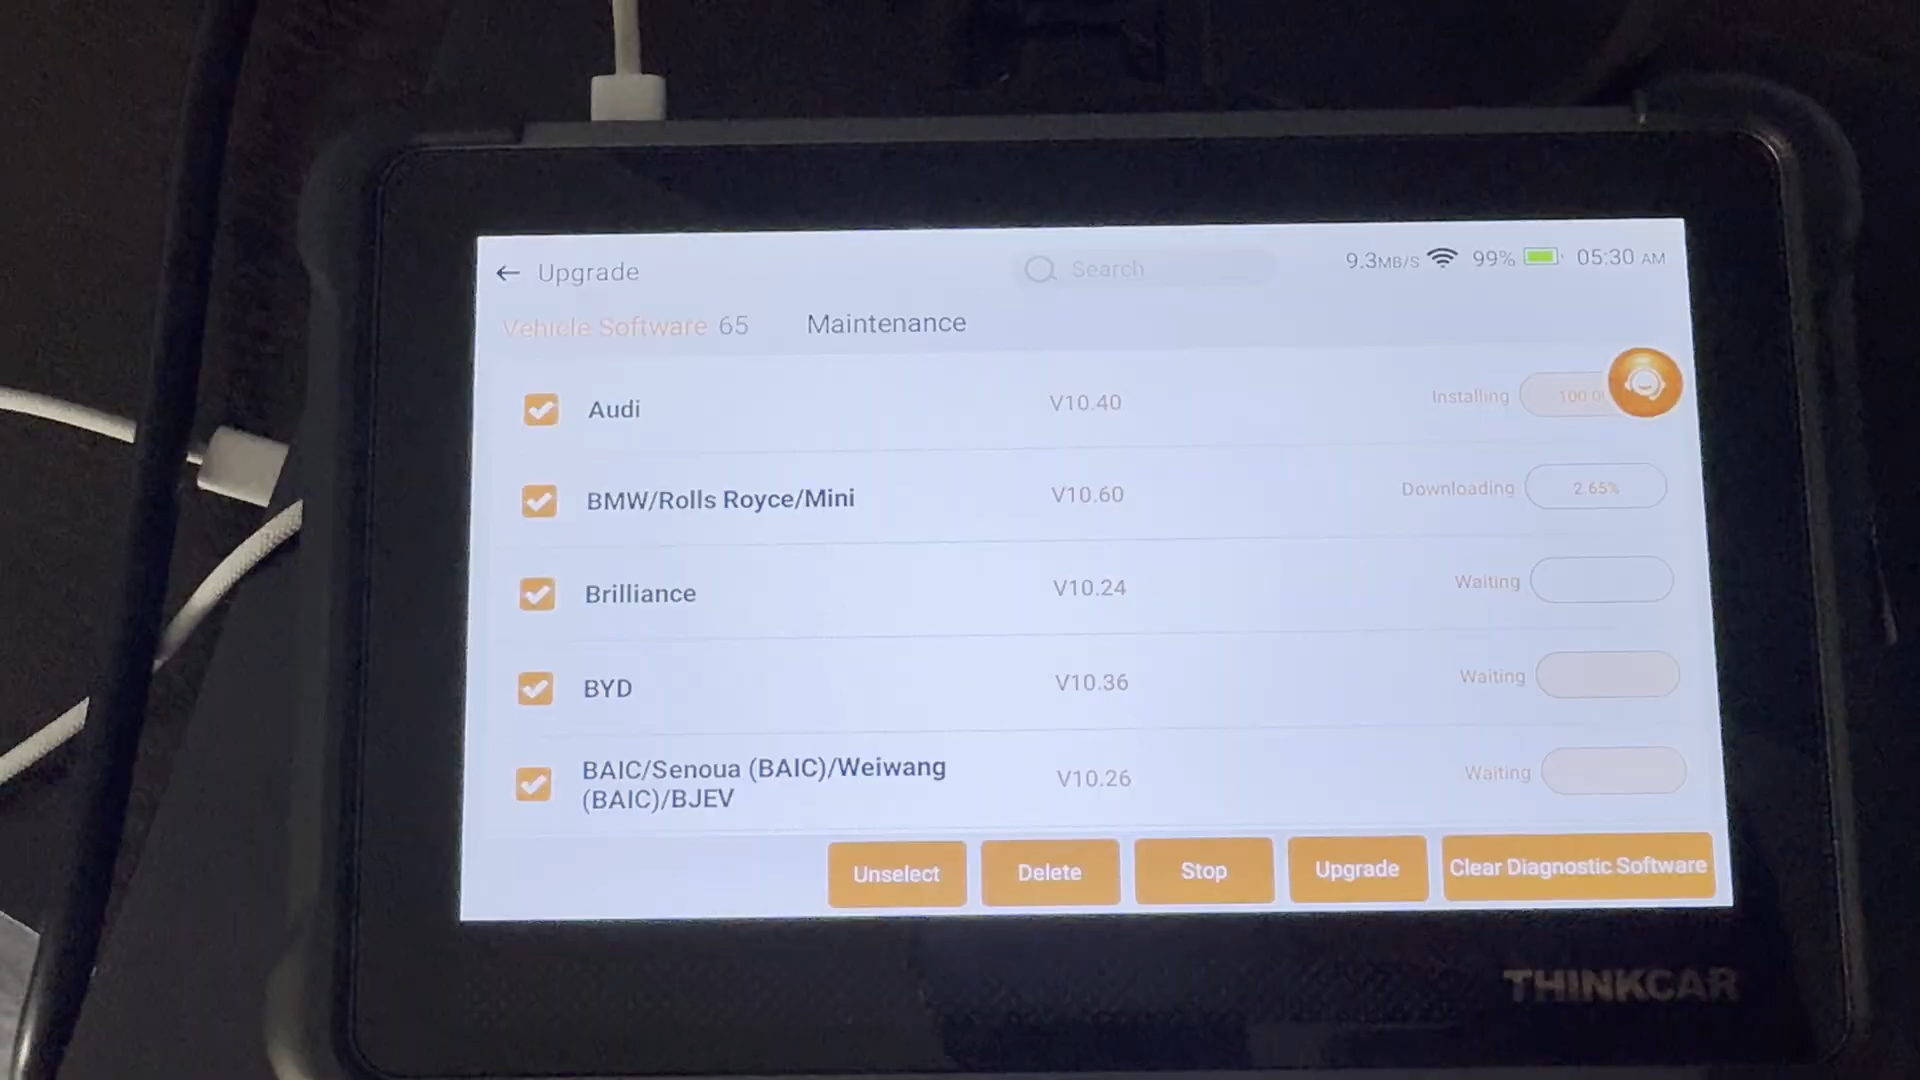 ← Upgrade
Search
9.3MB/S 99% 05:30 AM
Vehicle Software 65 Maintenance
Audi V10.40 Installing 100.0
BMW/Rolls Royce/Mini V10.60 Downloading 2.65%
Brilliance V10.24 Waiting
BYD V10.36 Waiting
BAIC/Senoua (BAIC)/Weiwang
(BAIC)/BJEV V10.26 Waiting
Unselect Delete Stop Upgrade Clear Diagnostic Software
THINKCAR